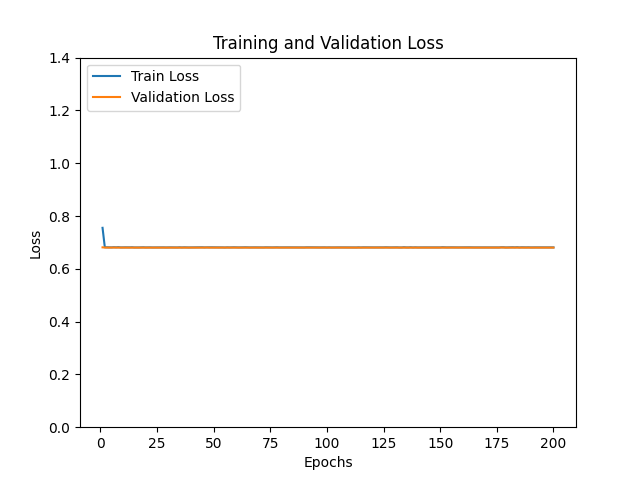 Training and Validation Loss
Train Loss
Validation Loss
Loss
1.4
1.2
1.0
0.8
0.6
0.4
0.2
0.0
0 25 50 75 100 125 150 175 200
Epochs